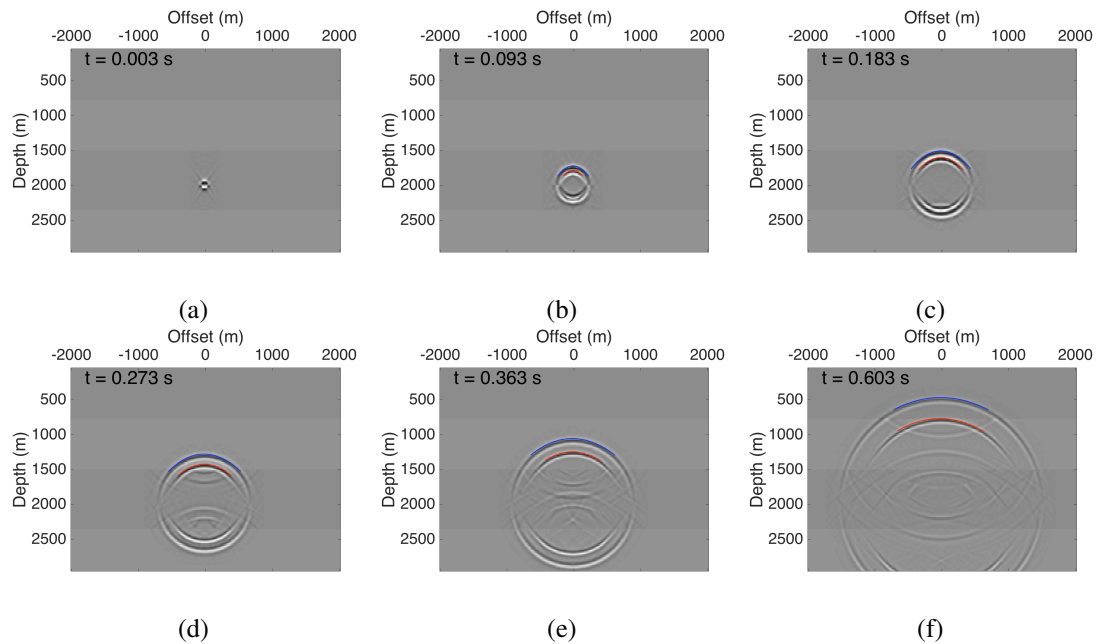 Offset (m)
-2000 -1000 0 1000 2000
t = 0.003 s
500
1000
1500
2000
2500
Depth (m)
(a)
Offset (m)
-2000 -1000 0 1000 2000
t = 0.093 s
500
1000
1500
2000
2500
Depth (m)
(b)
Offset (m)
-2000 -1000 0 1000 2000
t = 0.183 s
500
1000
1500
2000
2500
Depth (m)
(c)
Offset (m)
-2000 -1000 0 1000 2000
t = 0.273 s
500
1000
1500
2000
2500
Depth (m)
(d)
Offset (m)
-2000 -1000 0 1000 2000
t = 0.363 s
500
1000
1500
2000
2500
Depth (m)
(e)
Offset (m)
-2000 -1000 0 1000 2000
t = 0.603 s
500
1000
1500
2000
2500
Depth (m)
(f)